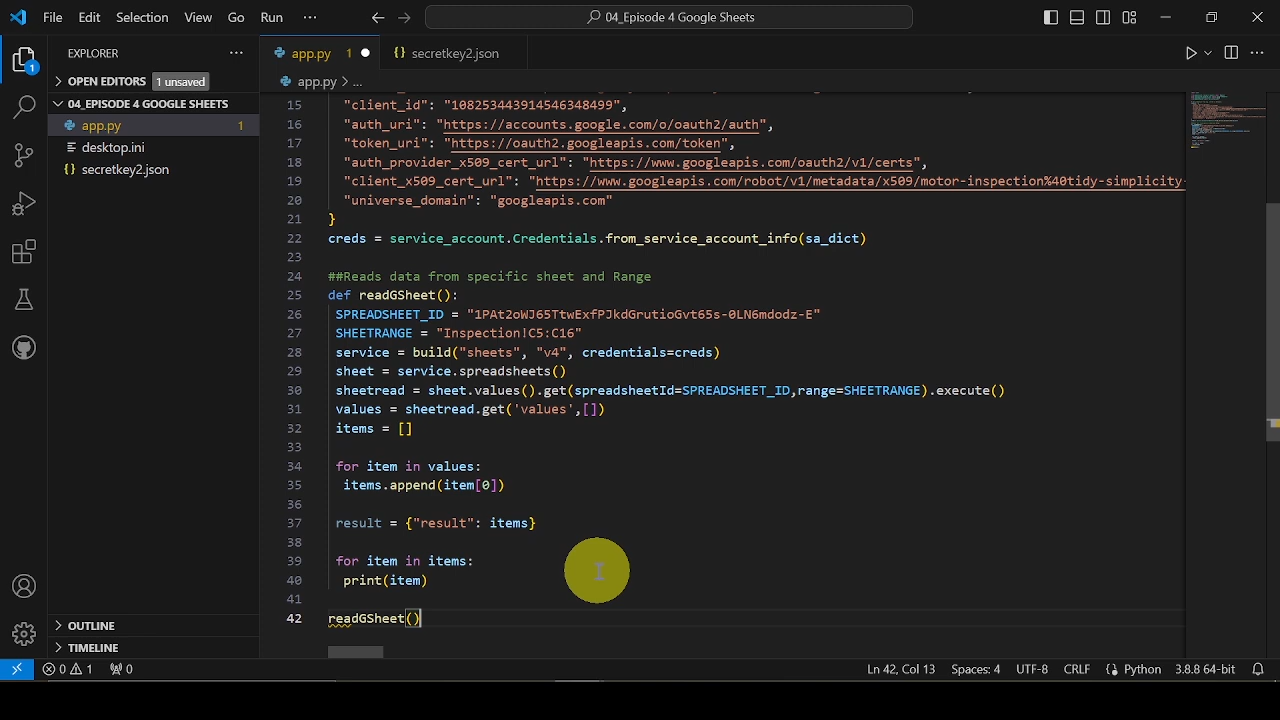 File Edit Selection View Go Run ··· 04_Episode 4 Google Sheets
EXPLORER ···
OPEN EDITORS 1 unsaved
04_EPISODE 4 GOOGLE SHEETS
app.py 1
desktop.ini
{} secretkey2.json
OUTLINE
TIMELINE
app.py 1 {} secretkey2.json
app.py > ...
15 "client_id": "108253443914546348499",
16 "auth_uri": "https://accounts.google.com/o/oauth2/auth",
17 "token_uri": "https://oauth2.googleapis.com/token",
18 "auth_provider_x509_cert_url": "https://www.googleapis.com/oauth2/v1/certs",
19 "client_x509_cert_url": "https://www.googleapis.com/robot/v1/metadata/x509/motor-inspection%40tidy-simplicity-
20 "universe_domain": "googleapis.com"
21 }
22 creds = service_account.Credentials.from_service_account_info(sa_dict)
23
24 ##Reads data from specific sheet and Range
25 def readGSheet():
26 SPREADSHEET_ID = "1PAt2oWJ65TtwExfPJkdGrutioGvt65s-0LN6mdodz-E"
27 SHEETRANGE = "Inspection!C5:C16"
28 service = build("sheets", "v4", credentials=creds)
29 sheet = service.spreadsheets()
30 sheetread = sheet.values().get(spreadsheetId=SPREADSHEET_ID,range=SHEETRANGE).execute()
31 values = sheetread.get('values',[])
32 items = []
33
34 for item in values:
35 items.append(item[0])
36
37 result = {"result": items}
38
39 for item in items:
40 print(item)
41
42 readGSheet()
0 1 0 Ln 42, Col 13 Spaces: 4 UTF-8 CRLF {} Python 3.8.8 64-bit